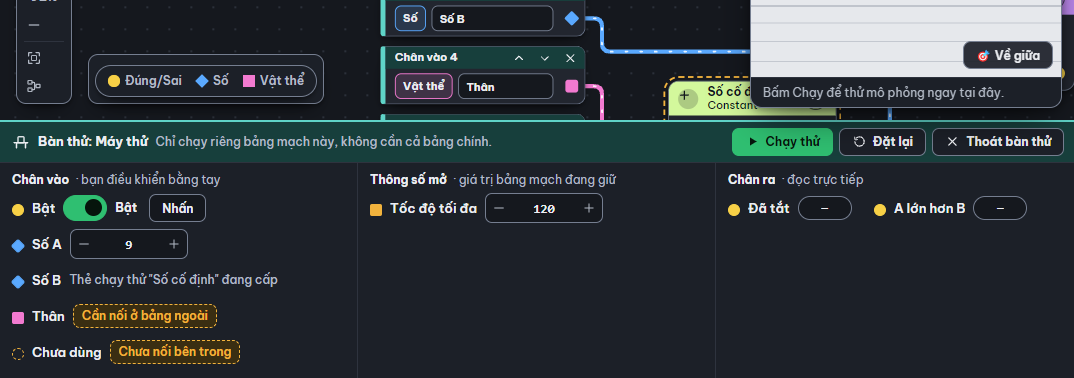 Số
Số B
Chân vào 4
Vật thể
Thân
Đúng/Sai
Số
Vật thể
Số cố đ
Constan
Về giữa
Bấm Chạy để thử mô phỏng ngay tại đây.
Bàn thử: Máy thử Chỉ chạy riêng bảng mạch này, không cần cả bảng chính.
Chạy thử
Đặt lại
Thoát bàn thử
Chân vào · bạn điều khiển bằng tay
Bật
Bật
Nhấn
Số A
− 9 +
Số B Thẻ chạy thử "Số cố định" đang cấp
Thân Cần nối ở bảng ngoài
Chưa dùng Chưa nối bên trong
Thông số mở · giá trị bảng mạch đang giữ
Tốc độ tối đa − 120 +
Chân ra · đọc trực tiếp
Đã tắt –
A lớn hơn B –